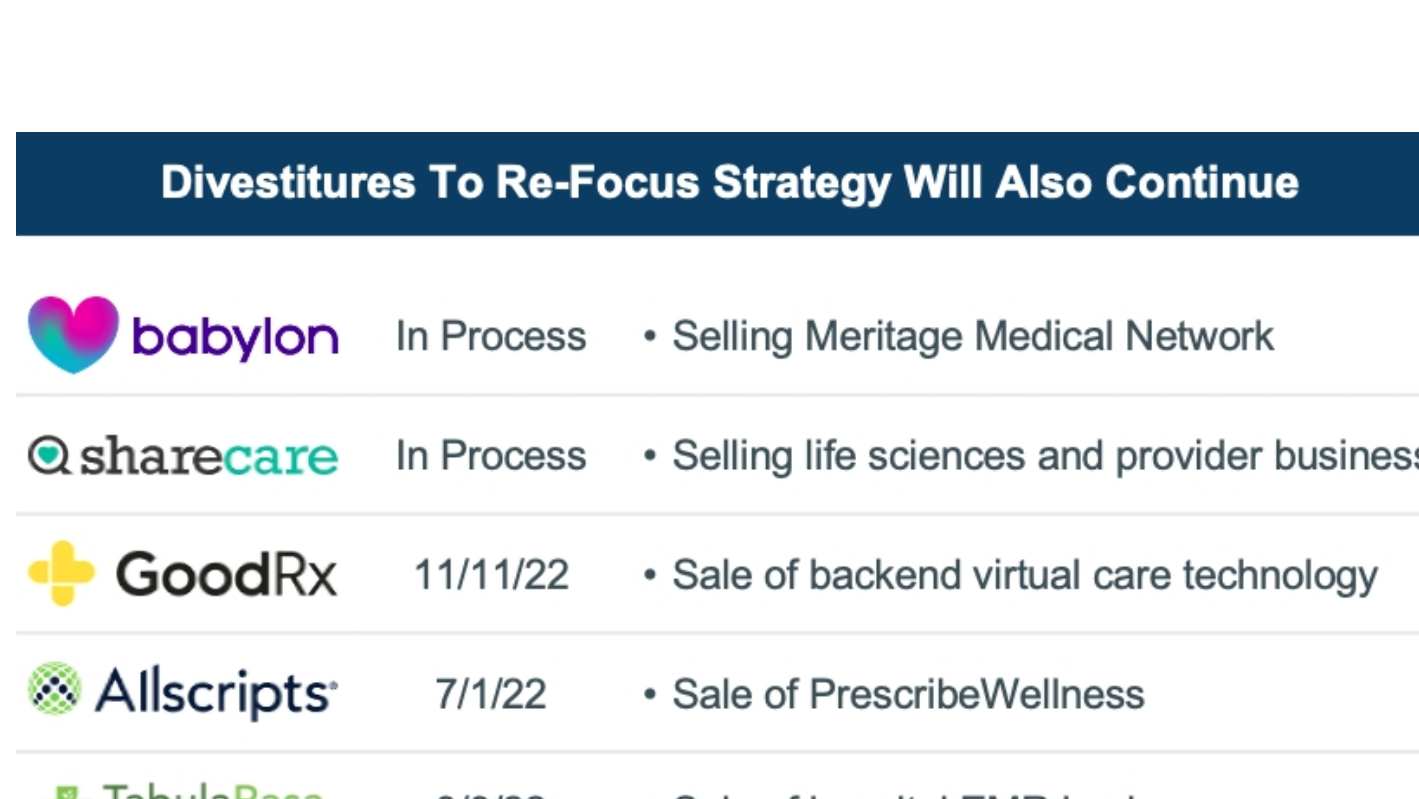 Divestitures To Re-Focus Strategy Will Also Continue
babylon In Process • Selling Meritage Medical Network
sharecare In Process • Selling life sciences and provider business
GoodRx 11/11/22 • Sale of backend virtual care technology
Allscripts® 7/1/22 • Sale of PrescribeWellness